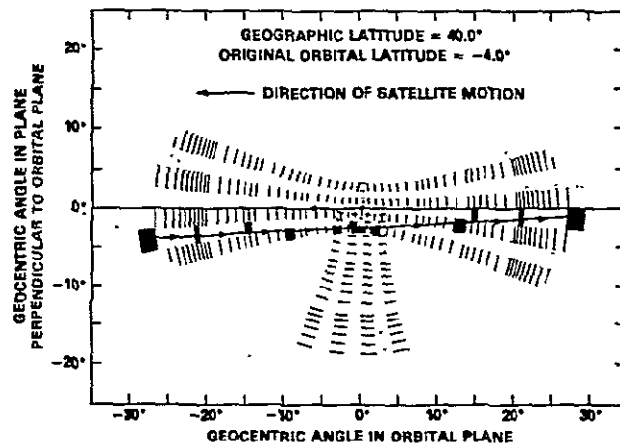 GEOGRAPHIC LATITUDE = 40.0°
ORIGINAL ORBITAL LATITUDE = -4.0°
DIRECTION OF SATELLITE MOTION
GEOCENTRIC ANGLE IN PLANE
PERPENDICULAR TO ORBITAL PLANE
20°
10°
0°
-10°
-20°
-30°
-20°
-10°
0°
10°
20°
30°
GEOCENTRIC ANGLE IN ORBITAL PLANE